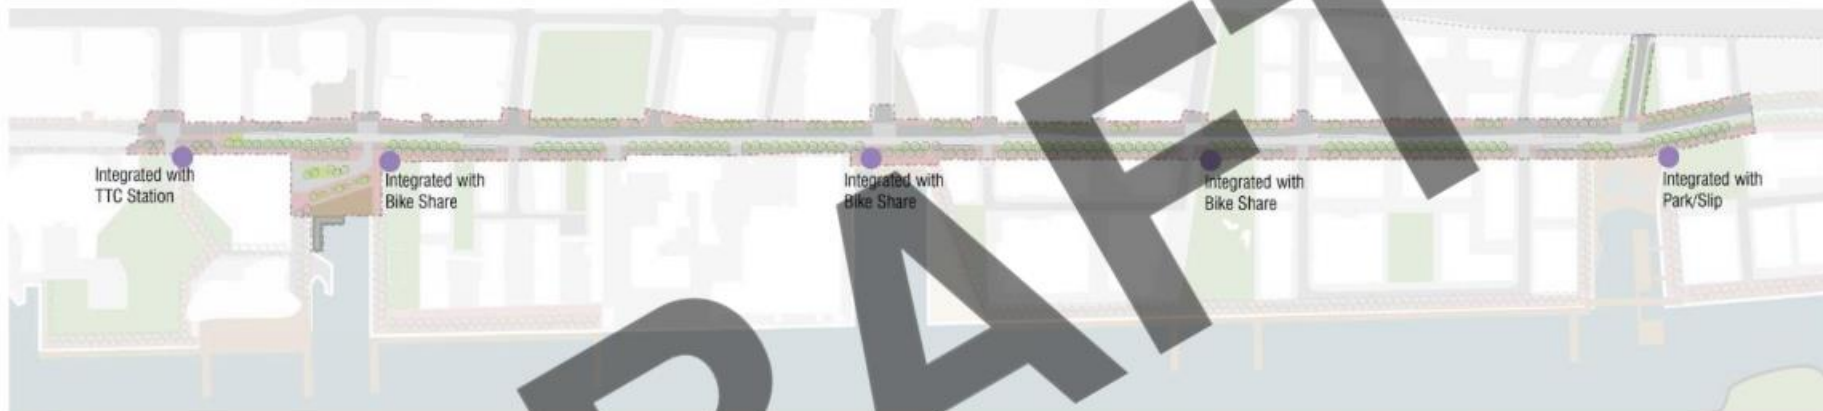 DRAFT
Integrated with
TTC Station
Integrated with
Bike Share
Integrated with
Bike Share
Integrated with
Bike Share
Integrated with
Park/Slip